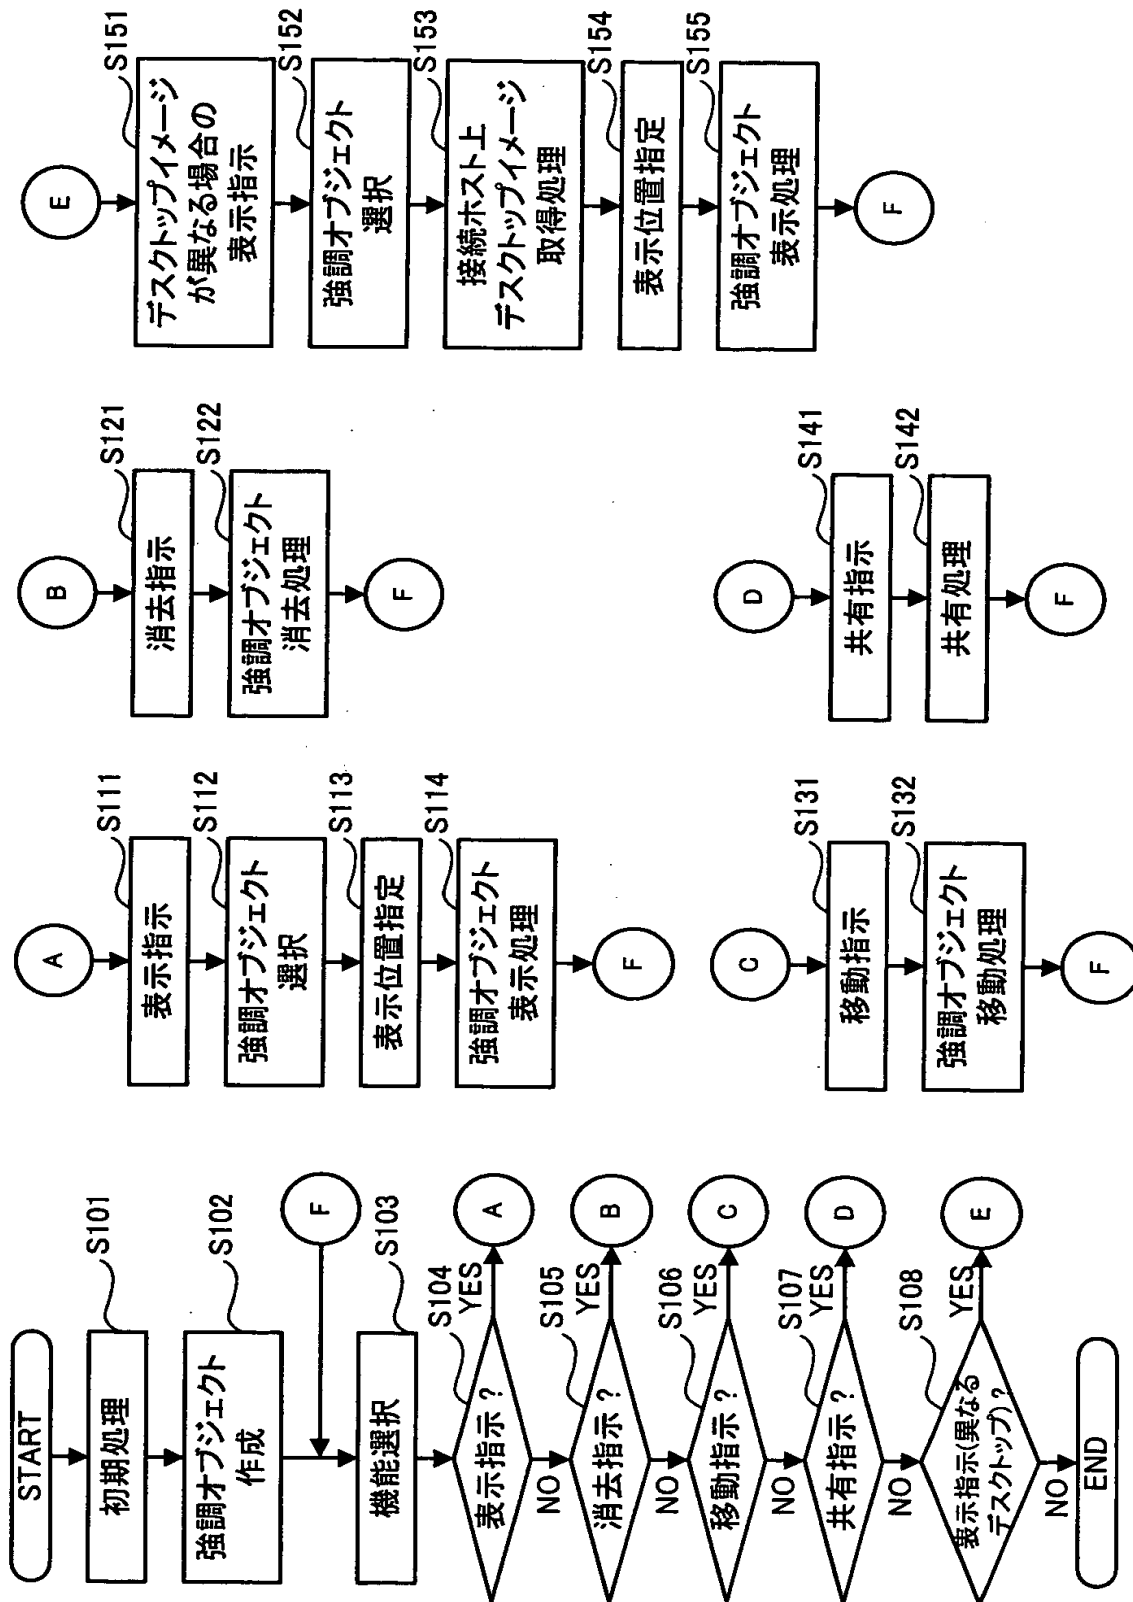 START
S101
初期処理
S102
強調オブジェクト
作成
F
S103
機能選択
S104
表示指示?
YES
A
NO
S105
消去指示?
YES
B
NO
S106
移動指示?
YES
C
NO
S107
共有指示?
YES
D
NO
S108
表示指示(異なる
デスクトップ)?
YES
E
NO
END
A
S111
表示指示
S112
強調オブジェクト
選択
S113
表示位置指定
S114
強調オブジェクト
表示処理
F
C
S131
移動指示
S132
強調オブジェクト
移動処理
F
B
S121
消去指示
S122
強調オブジェクト
消去処理
F
D
S141
共有指示
S142
共有処理
F
E
S151
デスクトップイメージ
が異なる場合の
表示指示
S152
強調オブジェクト
選択
S153
接続ホスト上
デスクトップイメージ
取得処理
S154
表示位置指定
S155
強調オブジェクト
表示処理
F